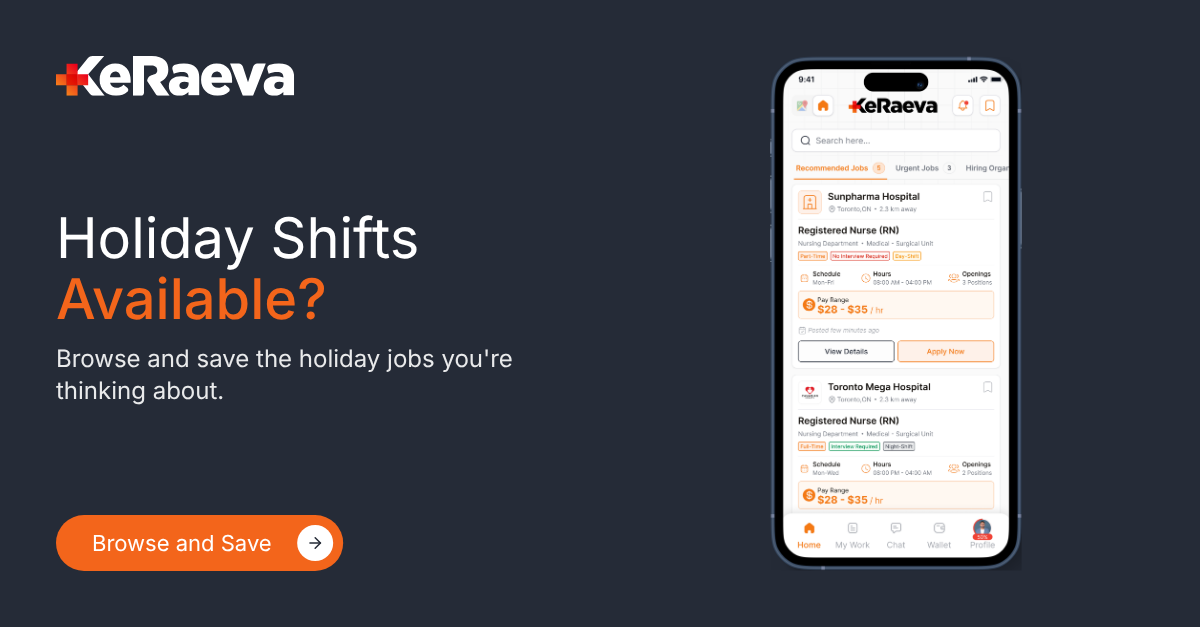 KeRaeva
Holiday Shifts
Available?
Browse and save the holiday jobs you're
thinking about.
Browse and Save
9:41
KeRaeva
Search here...
Recommended Jobs 5 Urgent Jobs 3 Hiring Organ
Sunpharma Hospital
Toronto,ON • 2.3 km away
Registered Nurse (RN)
Nursing Department • Medical - Surgical Unit
Part-Time No Interview Required Day-Shift
Schedule Hours Openings
Mon-Fri 08:00 AM - 04:00 PM 3 Positions
Pay Range
$28 - $35 / hr
Posted few minutes ago
View Details Apply Now
Toronto Mega Hospital
Toronto,ON • 2.3 km away
Registered Nurse (RN)
Nursing Department • Medical - Surgical Unit
Full-Time Interview Required Night-Shift
Schedule Hours Openings
Mon-Wed 08:00 PM - 04:00 AM 2 Positions
Pay Range
$28 - $35 / hr
Home My Work Chat Wallet Profile